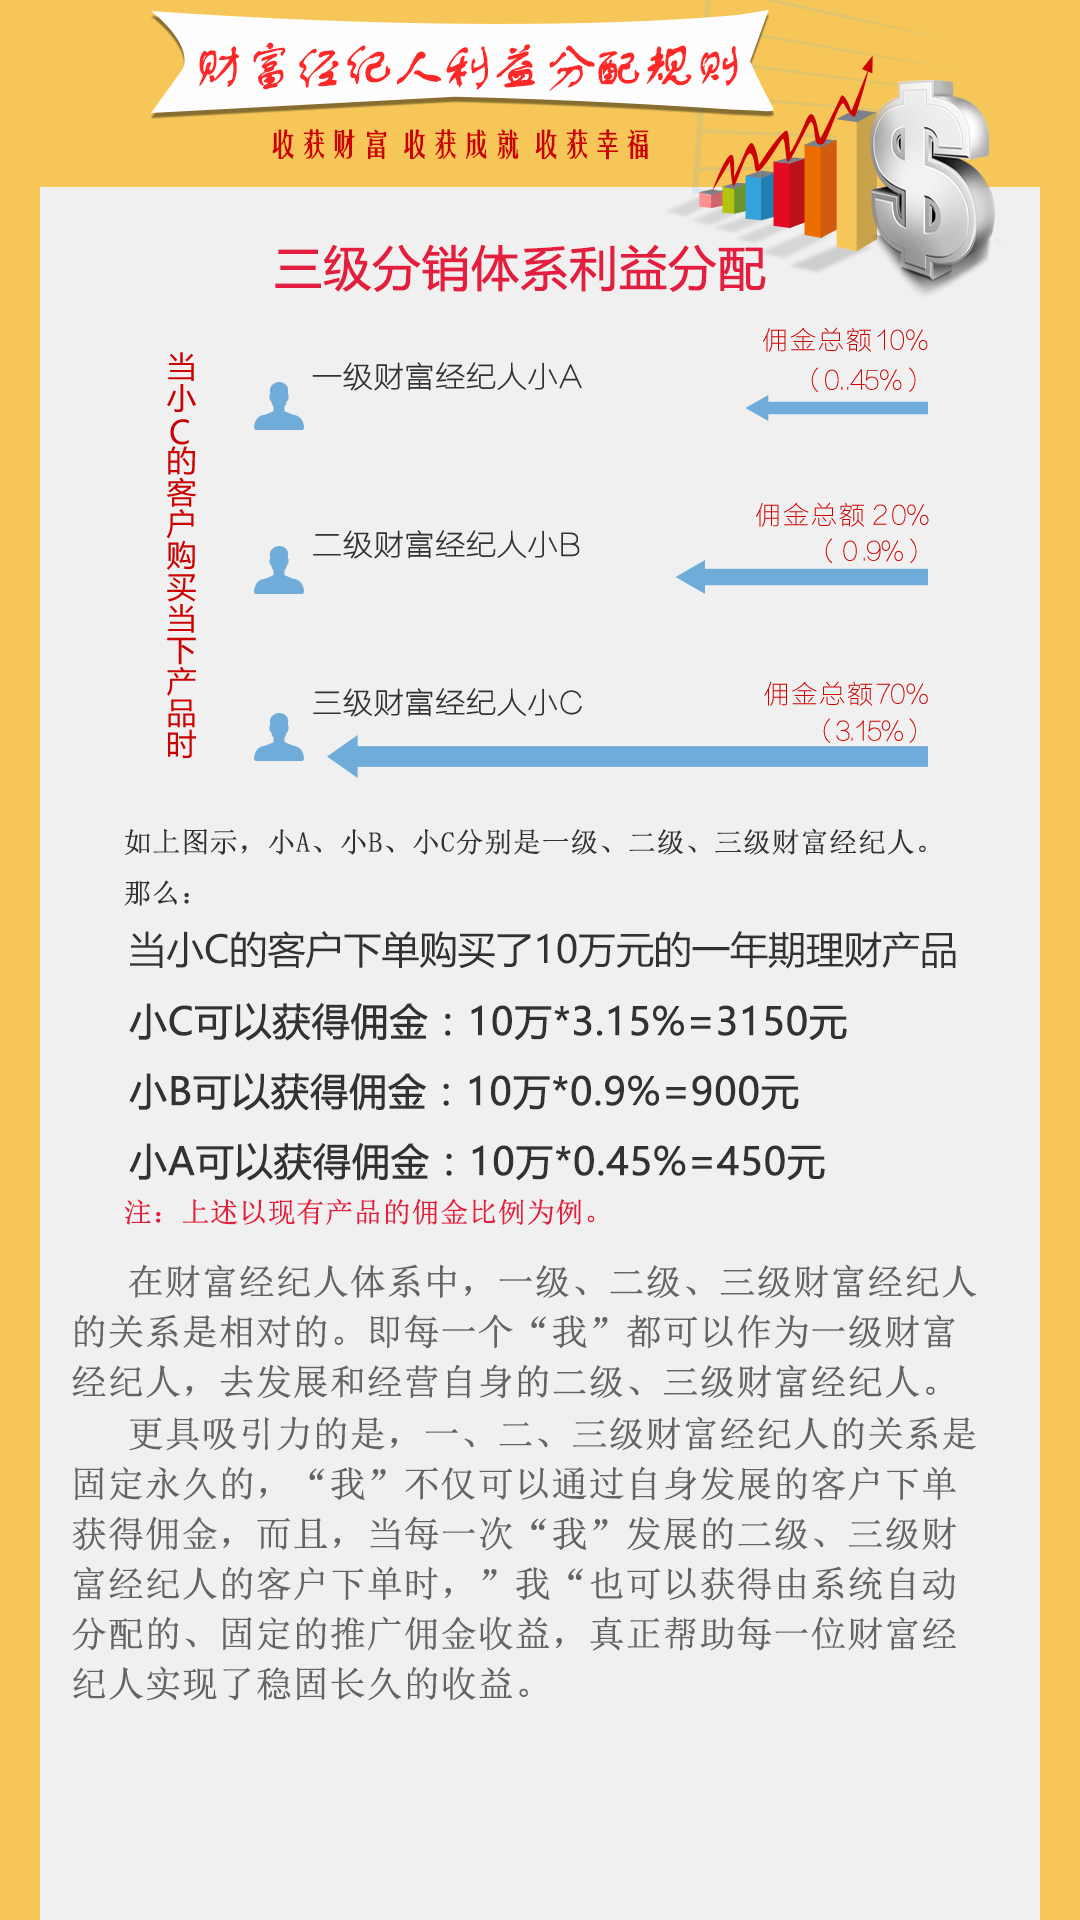 财富经纪人利益分配规则
收获财富 收获成就 收获幸福
三级分销体系利益分配
当小C的客户购买当下产品时
佣金总额10%
一级财富经纪人小A
（0..45%）
佣金总额 20%
二级财富经纪人小B
（ 0.9%）
佣金总额70%
三级财富经纪人小C
（3.15%）
如上图示，小A、小B、小C分别是一级、二级、三级财富经纪人。
那么：
当小C的客户下单购买了10万元的一年期理财产品
小C可以获得佣金：10万*3.15%=3150元
小B可以获得佣金：10万*0.9%=900元
小A可以获得佣金：10万*0.45%=450元
注：上述以现有产品的佣金比例为例。
在财富经纪人体系中，一级、二级、三级财富经纪人
的关系是相对的。即每一个“我”都可以作为一级财富
经纪人，去发展和经营自身的二级、三级财富经纪人。
更具吸引力的是，一、二、三级财富经纪人的关系是
固定永久的，“我”不仅可以通过自身发展的客户下单
获得佣金，而且，当每一次“我”发展的二级、三级财
富经纪人的客户下单时，”我“也可以获得由系统自动
分配的、固定的推广佣金收益，真正帮助每一位财富经
纪人实现了稳固长久的收益。